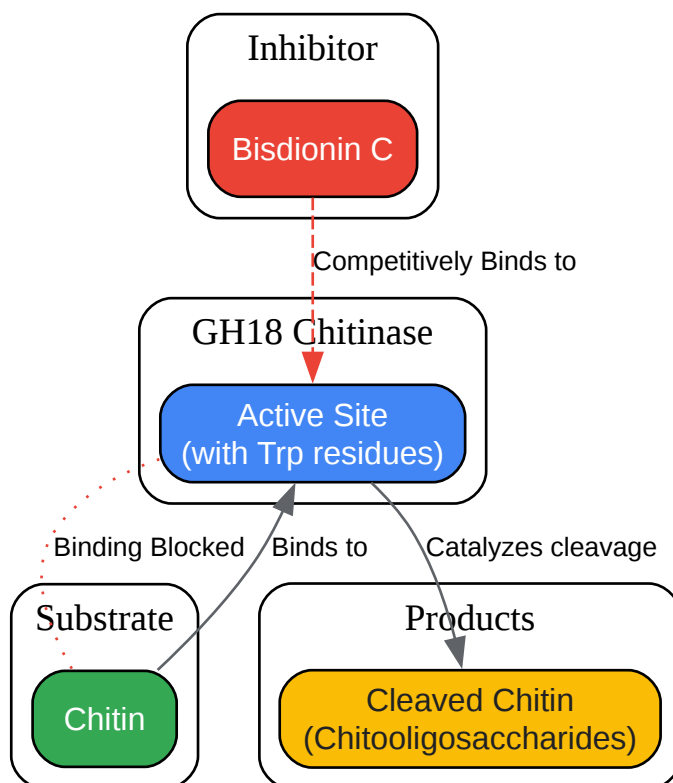 Inhibitor
Bisdionin C
Competitively Binds to
GH18 Chitinase
Active Site
(with Trp residues)
Binding Blocked
Binds to
Catalyzes cleavage
Substrate
Chitin
Products
Cleaved Chitin
(Chitooligosaccharides)